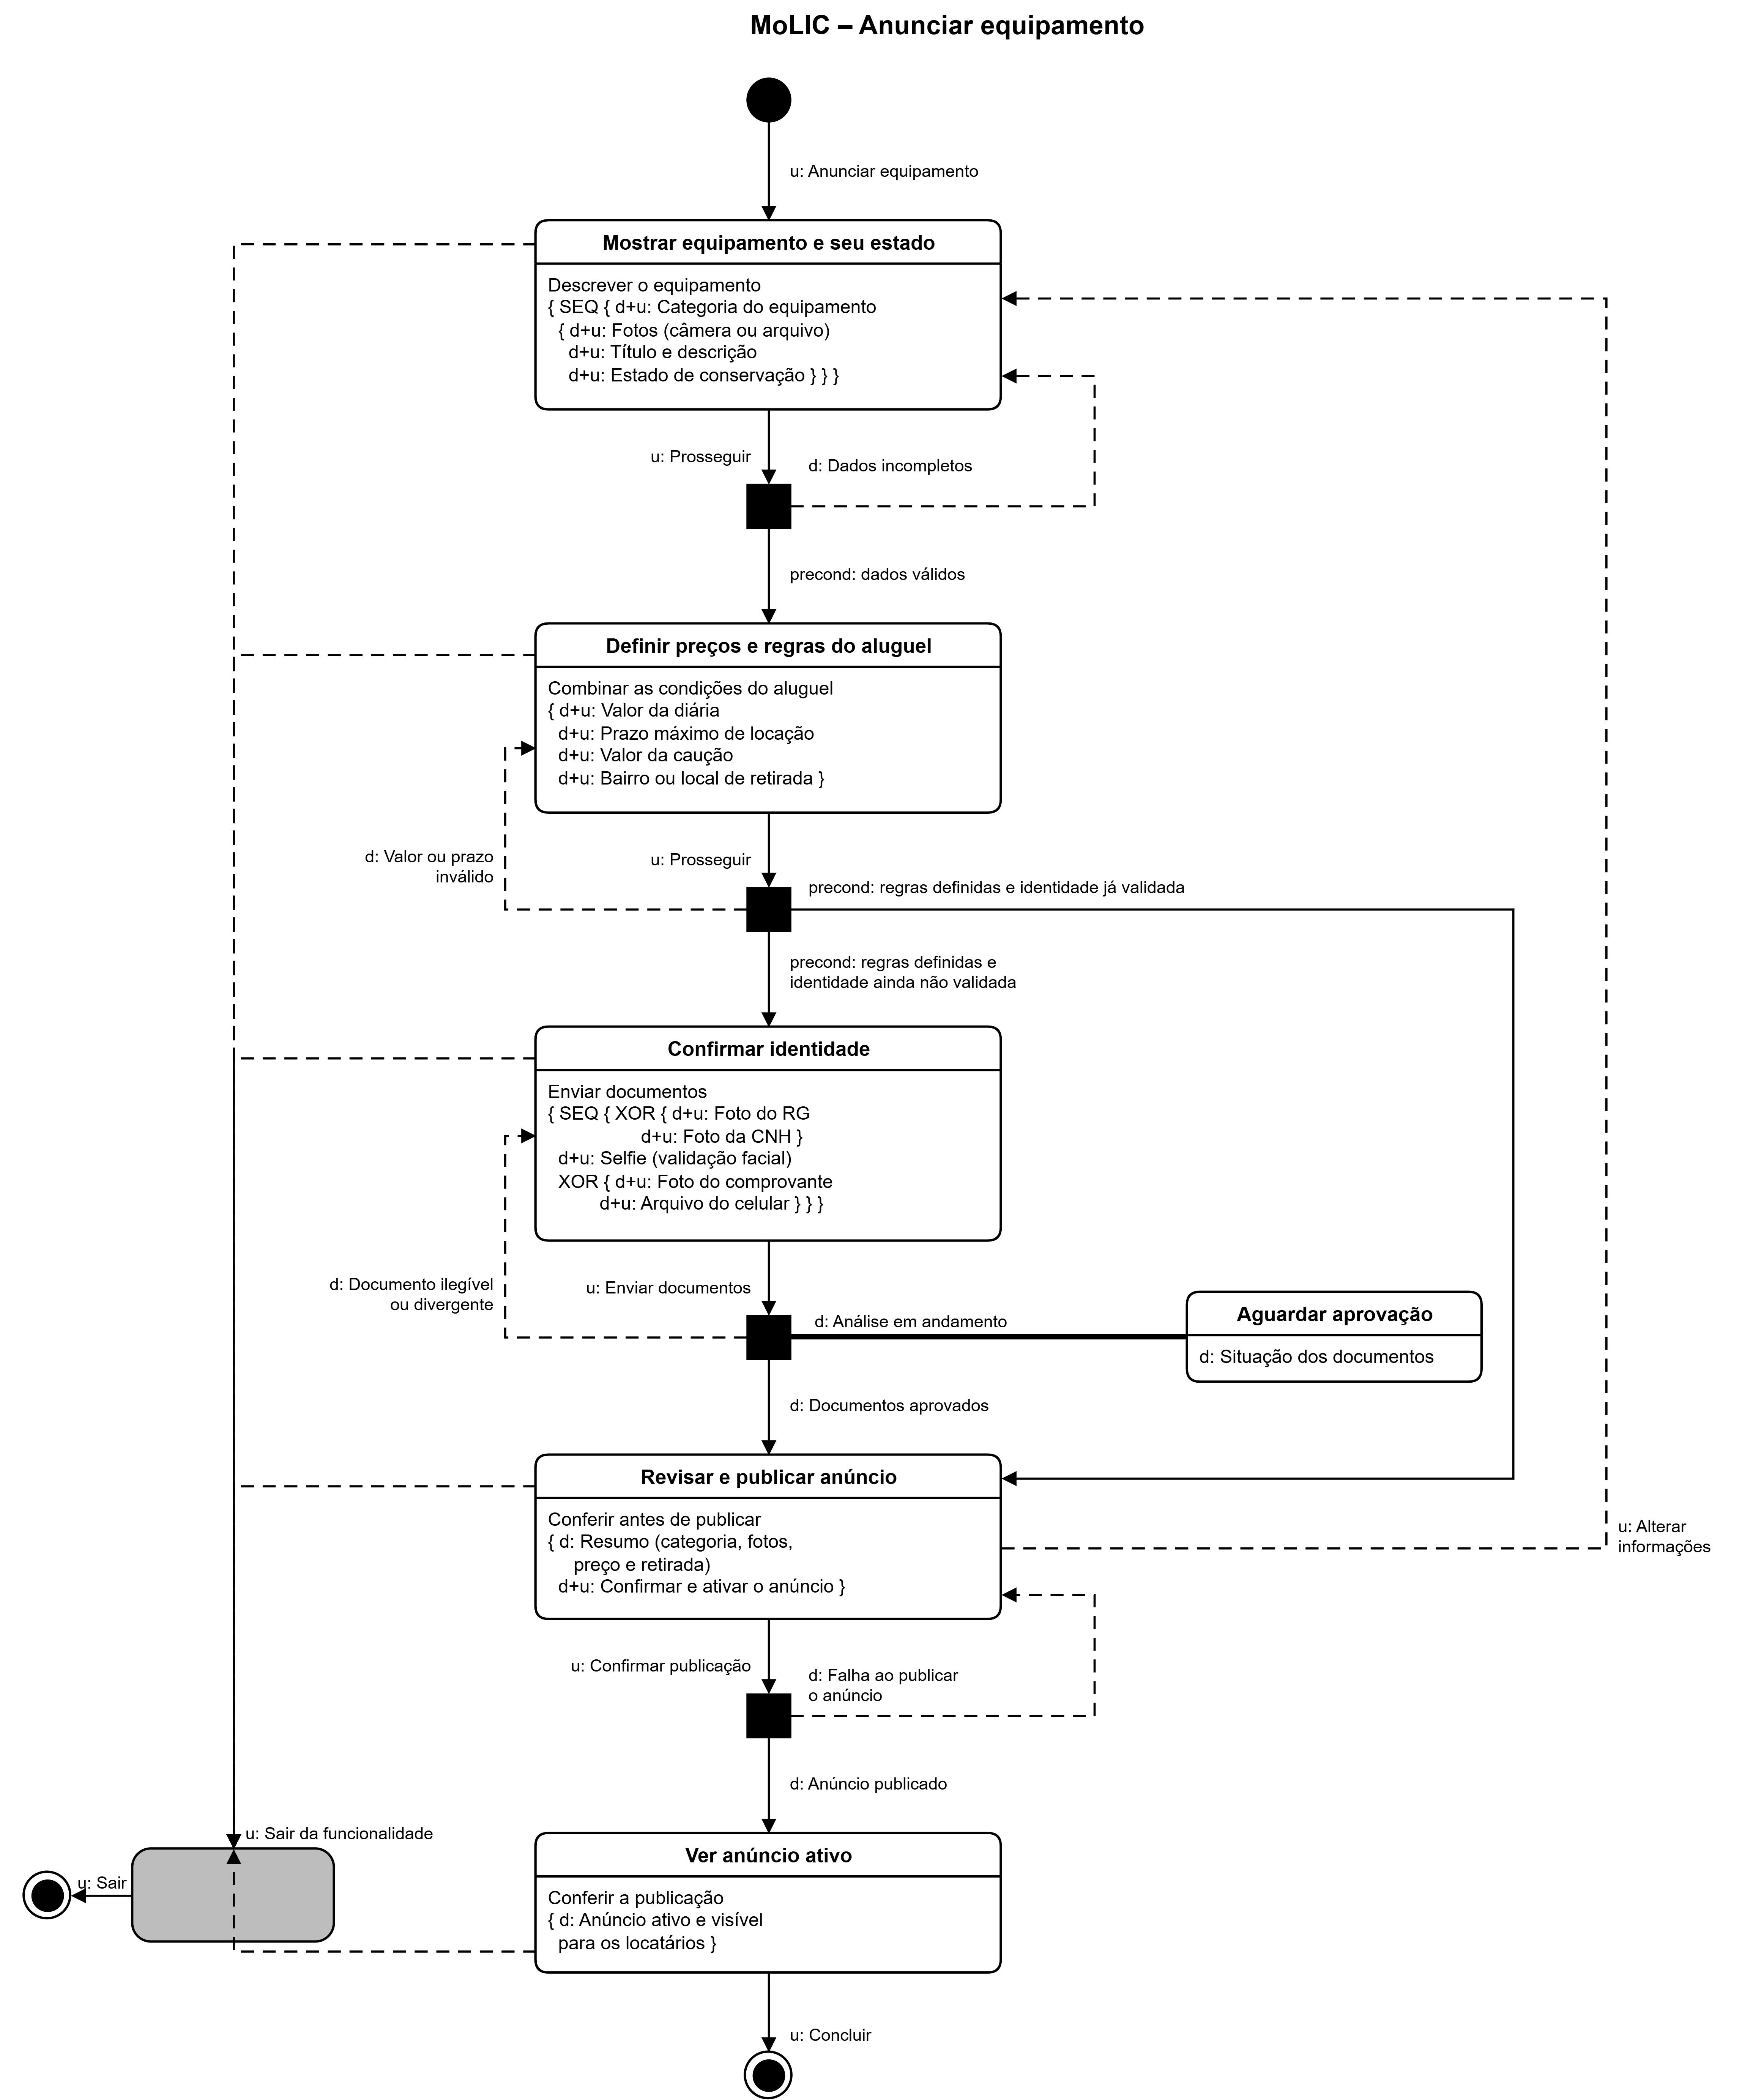 MoLIC – Anunciar equipamento
u: Anunciar equipamento
Mostrar equipamento e seu estado
Descrever o equipamento
{ SEQ { d+u: Categoria do equipamento
{ d+u: Fotos (câmera ou arquivo)
d+u: Título e descrição
d+u: Estado de conservação } } }
u: Prosseguir
d: Dados incompletos
precond: dados válidos
Definir preços e regras do aluguel
Combinar as condições do aluguel
{ d+u: Valor da diária
d+u: Prazo máximo de locação
d+u: Valor da caução
d+u: Bairro ou local de retirada }
d: Valor ou prazo
inválido
u: Prosseguir
precond: regras definidas e identidade já validada
precond: regras definidas e
identidade ainda não validada
Confirmar identidade
Enviar documentos
{ SEQ { XOR { d+u: Foto do RG
d+u: Foto da CNH }
d+u: Selfie (validação facial)
XOR { d+u: Foto do comprovante
d+u: Arquivo do celular } } }
d: Documento ilegível
ou divergente
u: Enviar documentos
d: Análise em andamento
Aguardar aprovação
d: Situação dos documentos
d: Documentos aprovados
Revisar e publicar anúncio
Conferir antes de publicar
{ d: Resumo (categoria, fotos,
preço e retirada)
d+u: Confirmar e ativar o anúncio }
u: Alterar
informações
u: Confirmar publicação
d: Falha ao publicar
o anúncio
d: Anúncio publicado
u: Sair da funcionalidade
u: Sair
Ver anúncio ativo
Conferir a publicação
{ d: Anúncio ativo e visível
para os locatários }
u: Concluir